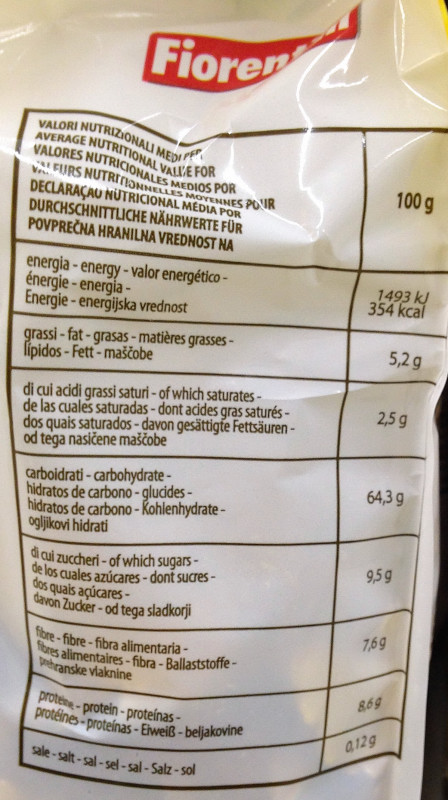 Fioren
VALORI NUTRIZIONALI MEDI PER
AVERAGE NUTRITIONAL VALUE FOR
VALORES NUTRICIONALES MEDIOS POR
VALEURS NUTRITIONNELLES MOYENNES POUR
DECLARAÇAU NUTRICIONAL MÉDIA POR
DURCHSCHNITTLICHE NÄHRWERTE FÜR
POVPREČNA HRANILNA VREDNOST NA
100 g
energia - energy - valor energético -
énergie - energia -
Energie - energijska vrednost
1493 kJ
354 kcal
grassi - fat - grasas - matières grasses -
lípidos - Fett - maščobe
5,2 g
di cui acidi grassi saturi - of which saturates -
de las cuales saturadas - dont acides gras saturés -
dos quais saturados - davon gesättigte Fettsäuren -
od tega nasičene maščobe
2,5 g
carboidrati - carbohydrate -
hidratos de carbono - glucides -
hidratos de carbono - Kohlenhydrate -
ogljikovi hidrati
64,3 g
di cui zuccheri - of which sugars -
de los cuales azúcares - dont sucres -
dos quais açúcares -
davon Zucker - od tega sladkorji
9,5 g
fibre - fibre - fibra alimentaria -
fibres alimentaires - fibra - Ballaststoffe -
prehranske vlaknine
7,6 g
proteine - protein - proteínas -
protéines - proteínas - Eiweiß - beljakovine
8,6 g
sale - salt - sal - sel - sal - Salz - sol
0,12 g